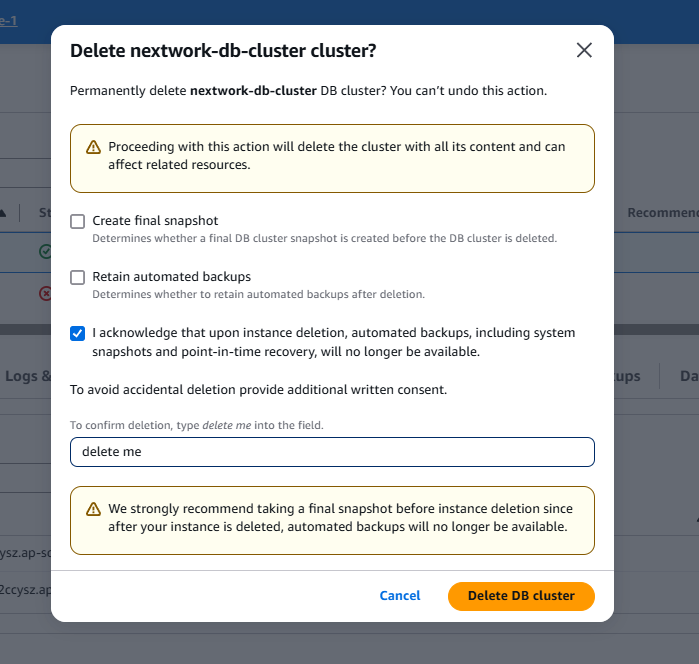 e-1
Delete nextwork-db-cluster cluster?
Permanently delete nextwork-db-cluster DB cluster? You can't undo this action.
Proceeding with this action will delete the cluster with all its content and can
affect related resources.
St
Recommend
Create final snapshot
Determines whether a final DB cluster snapshot is created before the DB cluster is deleted.
Retain automated backups
Determines whether to retain automated backups after deletion.
I acknowledge that upon instance deletion, automated backups, including system
snapshots and point-in-time recovery, will no longer be available.
Logs &
ups
Da
To avoid accidental deletion provide additional written consent.
To confirm deletion, type delete me into the field.
delete me
We strongly recommend taking a final snapshot before instance deletion since
after your instance is deleted, automated backups will no longer be available.
ysz.ap-so
2ccysz.ap
Cancel
Delete DB cluster